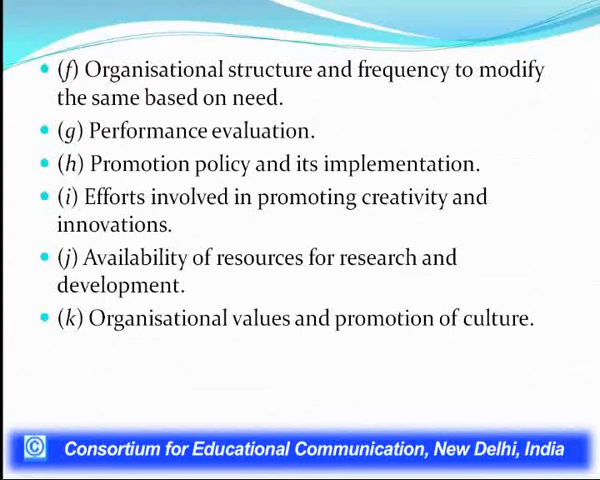 (f) Organisational structure and frequency to modify
the same based on need.
(g) Performance evaluation.
(h) Promotion policy and its implementation.
(i) Efforts involved in promoting creativity and
innovations.
(j) Availability of resources for research and
development.
(k) Organisational values and promotion of culture.
© Consortium for Educational Communication, New Delhi, India